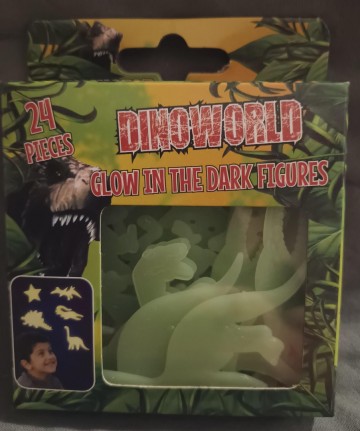 24
PIECES
DINOWORLD
GLOW IN THE DARK FIGURES